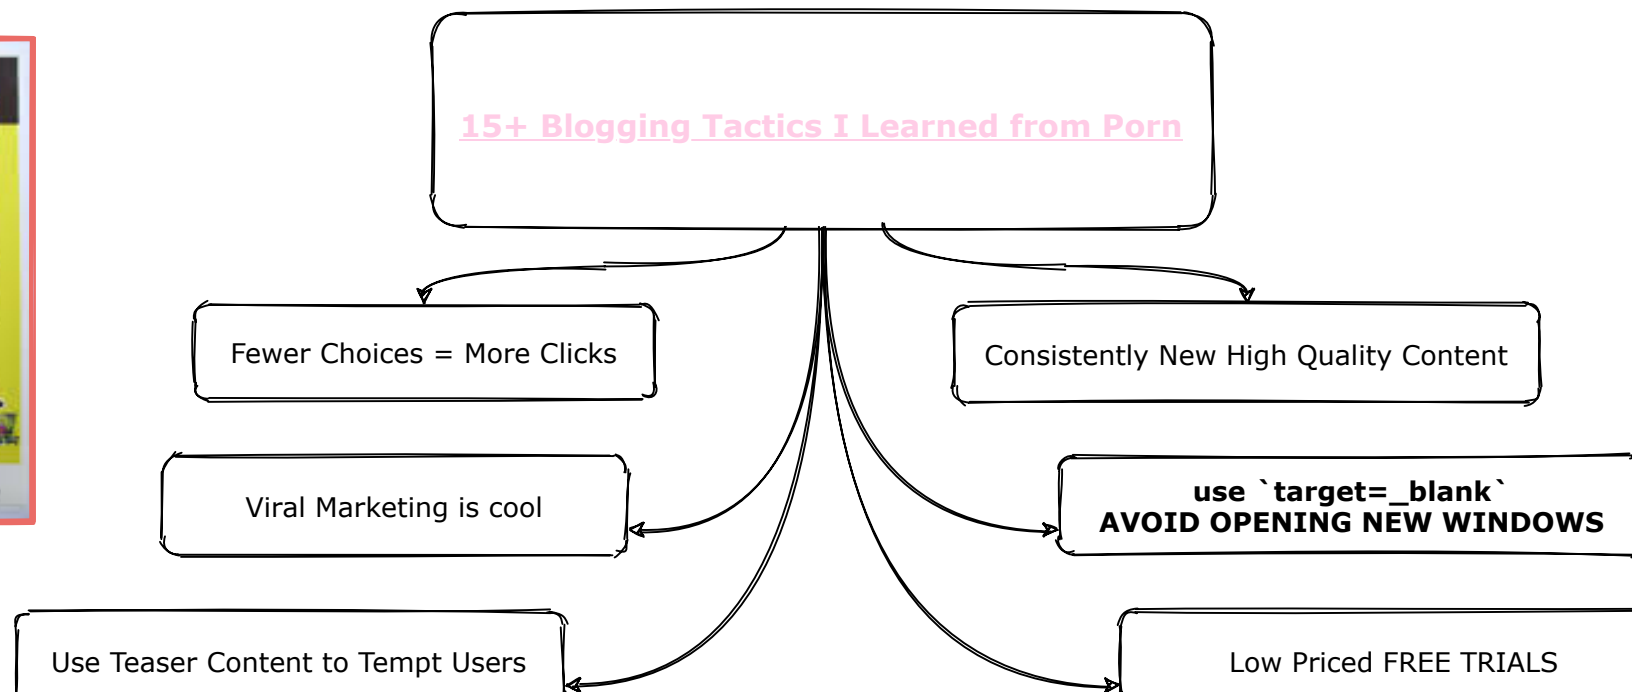 15+ Blogging Tactics I Learned from Porn
Fewer Choices = More Clicks
Consistently New High Quality Content
Viral Marketing is cool
use `target=_blank`
AVOID OPENING NEW WINDOWS
Use Teaser Content to Tempt Users
Low Priced FREE TRIALS